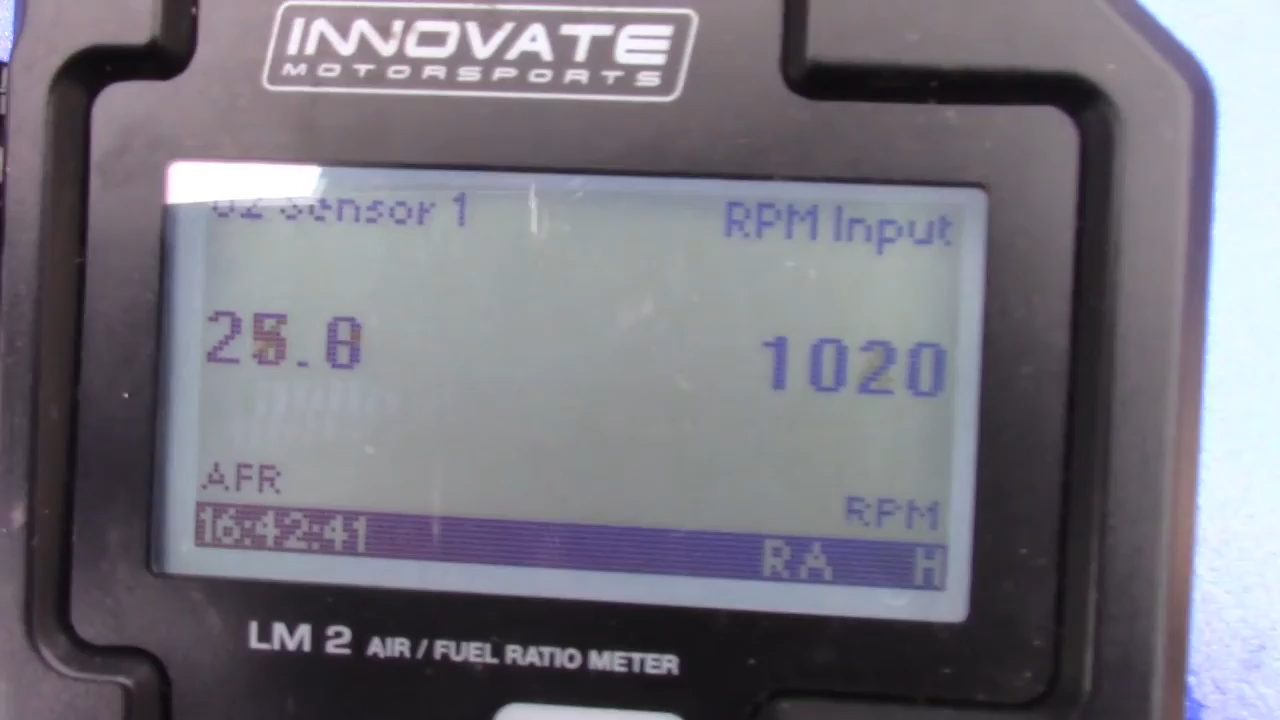 INNOVATE
MOTORSPORTS
O2 Sensor 1
RPM Input
1020
AFR
RPM
16:42:41
RA H
LM 2 AIR / FUEL RATIO METER